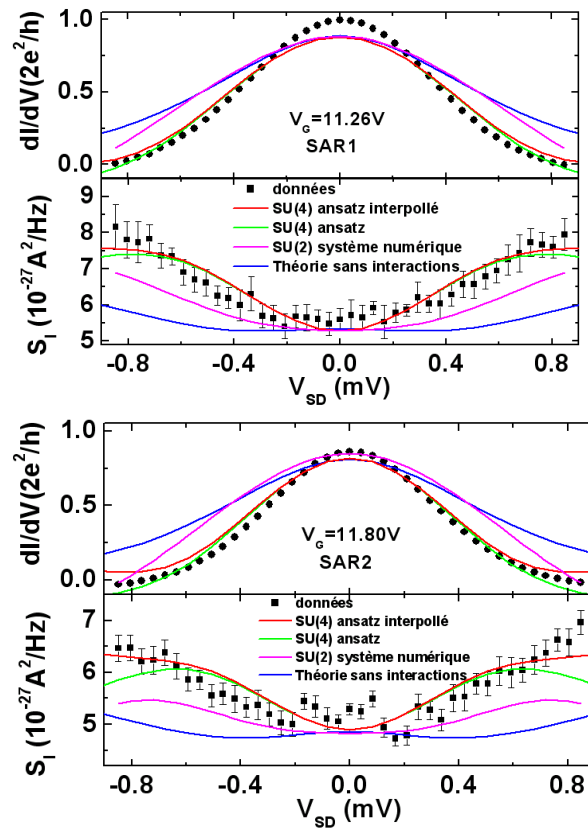 dI/dV(2e²/h)
1.0
0.5
0.0
V_G=11.26V
SAR1
S_I (10⁻²⁷A²/Hz)
9
8
7
6
5
données
SU(4) ansatz interpollé
SU(4) ansatz
SU(2) système numérique
Théorie sans interactions
-0.8 -0.4 0.0 0.4 0.8
V_SD (mV)
dI/dV(2e²/h)
1.0
0.5
0.0
V_G=11.80V
SAR2
S_I (10⁻²⁷A²/Hz)
7
6
5
données
SU(4) ansatz interpollé
SU(4) ansatz
SU(2) système numérique
Théorie sans interactions
-0.8 -0.4 0.0 0.4 0.8
V_SD (mV)